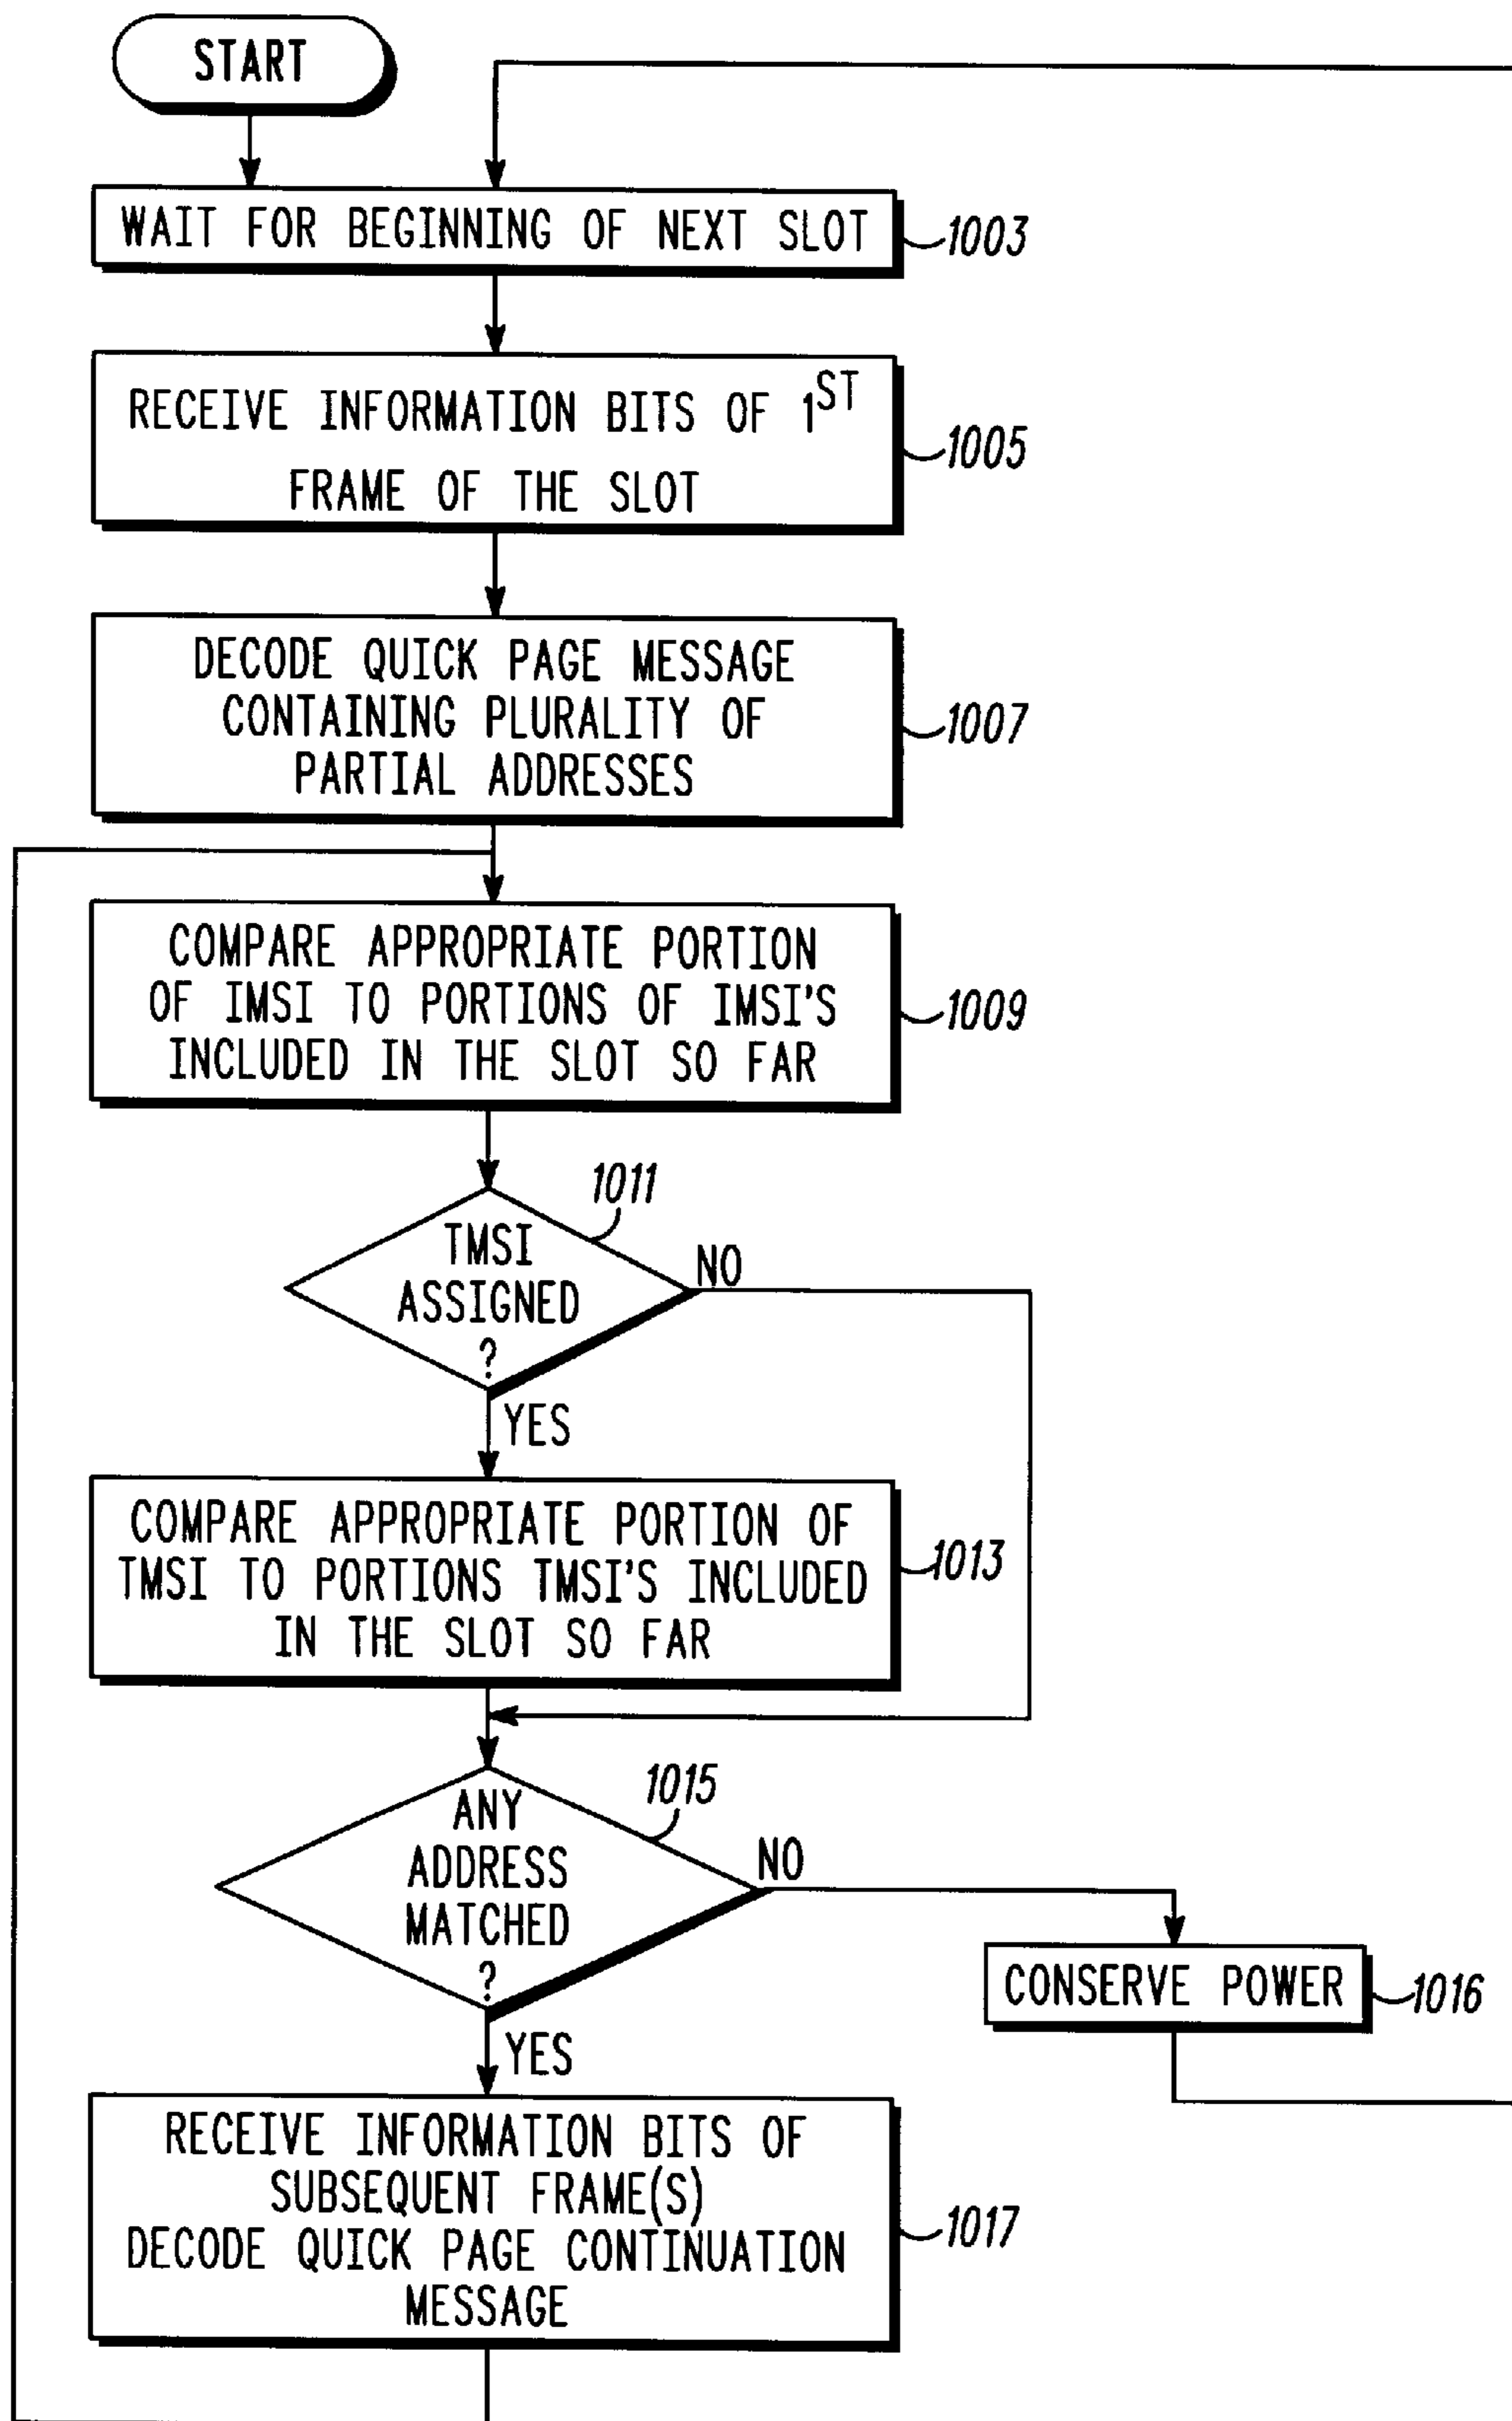 START
WAIT FOR BEGINNING OF NEXT SLOT
1003
RECEIVE INFORMATION BITS OF 1ST
FRAME OF THE SLOT
1005
DECODE QUICK PAGE MESSAGE
CONTAINING PLURALITY OF
PARTIAL ADDRESSES
1007
COMPARE APPROPRIATE PORTION
OF IMSI TO PORTIONS OF IMSI'S
INCLUDED IN THE SLOT SO FAR
1009
1011
TMSI
ASSIGNED
?
NO
YES
COMPARE APPROPRIATE PORTION OF
TMSI TO PORTIONS TMSI'S INCLUDED
IN THE SLOT SO FAR
1013
1015
ANY
ADDRESS
MATCHED
?
NO
CONSERVE POWER
1016
YES
RECEIVE INFORMATION BITS OF
SUBSEQUENT FRAME(S)
DECODE QUICK PAGE CONTINUATION
MESSAGE
1017